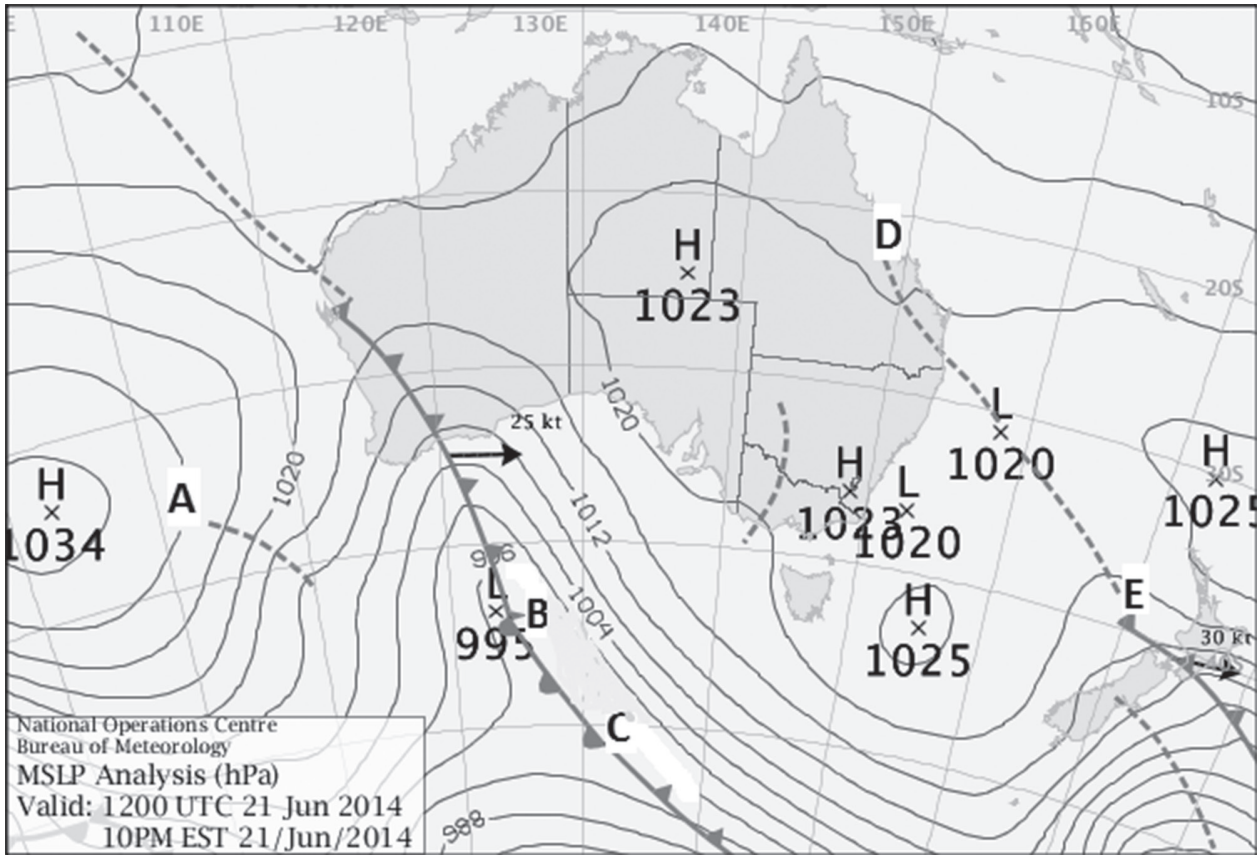 E 110E 120E 130E 140E 150E 160E
10S
20S
D
H
1023
1020
25 kt
L
1020
H
1025
30S
H
1034
A
1020
H
1023
L
1020
1012
996
L
995
B
1004
H
1025
E
30 kt
40S
C
988
National Operations Centre
Bureau of Meteorology
MSLP Analysis (hPa)
Valid: 1200 UTC 21 Jun 2014
10PM EST 21/Jun/2014